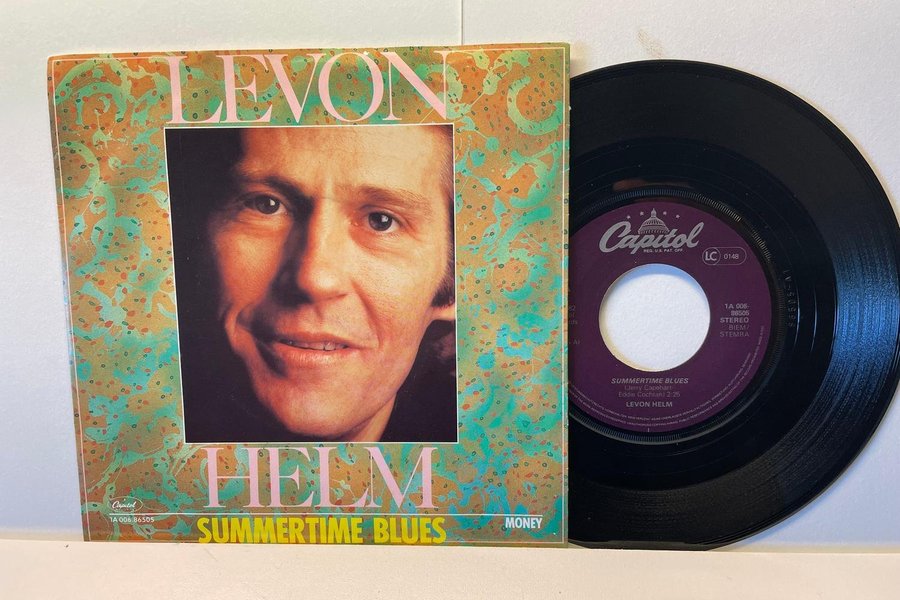 LEVON
HELM
Capitol
1A 006 86505
SUMMERTIME BLUES
MONEY
Capitol
REG. U.S. PAT. OFF.
LC 0148
1A 006-
86505
STEREO
BIEM/
STEMRA
SUMMERTIME BLUES
(Jerry Capehart
Eddie Cochran) 2:25
LEVON HELM